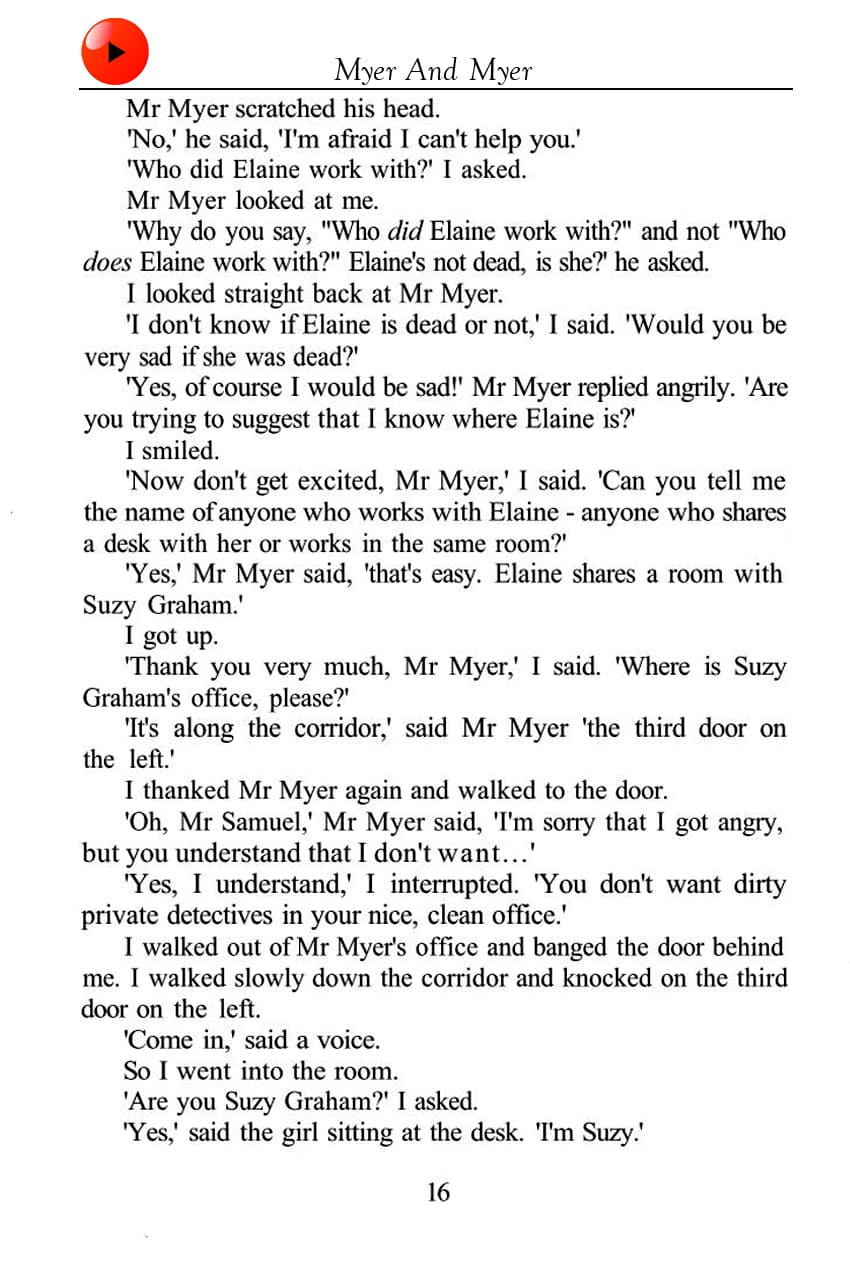 Myer And Myer
Mr Myer scratched his head.
'No,' he said, 'I'm afraid I can't help you.'
'Who did Elaine work with?' I asked.
Mr Myer looked at me.
'Why do you say, "Who did Elaine work with?" and not "Who
does Elaine work with?" Elaine's not dead, is she?' he asked.
I looked straight back at Mr Myer.
'I don't know if Elaine is dead or not,' I said. 'Would you be
very sad if she was dead?'
'Yes, of course I would be sad!' Mr Myer replied angrily. 'Are
you trying to suggest that I know where Elaine is?'
I smiled.
'Now don't get excited, Mr Myer,' I said. 'Can you tell me
the name of anyone who works with Elaine - anyone who shares
a desk with her or works in the same room?'
'Yes,' Mr Myer said, 'that's easy. Elaine shares a room with
Suzy Graham.'
I got up.
'Thank you very much, Mr Myer,' I said. 'Where is Suzy
Graham's office, please?'
'It's along the corridor,' said Mr Myer 'the third door on
the left.'
I thanked Mr Myer again and walked to the door.
'Oh, Mr Samuel,' Mr Myer said, 'I'm sorry that I got angry,
but you understand that I don't want...'
'Yes, I understand,' I interrupted. 'You don't want dirty
private detectives in your nice, clean office.'
I walked out of Mr Myer's office and banged the door behind
me. I walked slowly down the corridor and knocked on the third
door on the left.
'Come in,' said a voice.
So I went into the room.
'Are you Suzy Graham?' I asked.
'Yes,' said the girl sitting at the desk. 'I'm Suzy.'
16